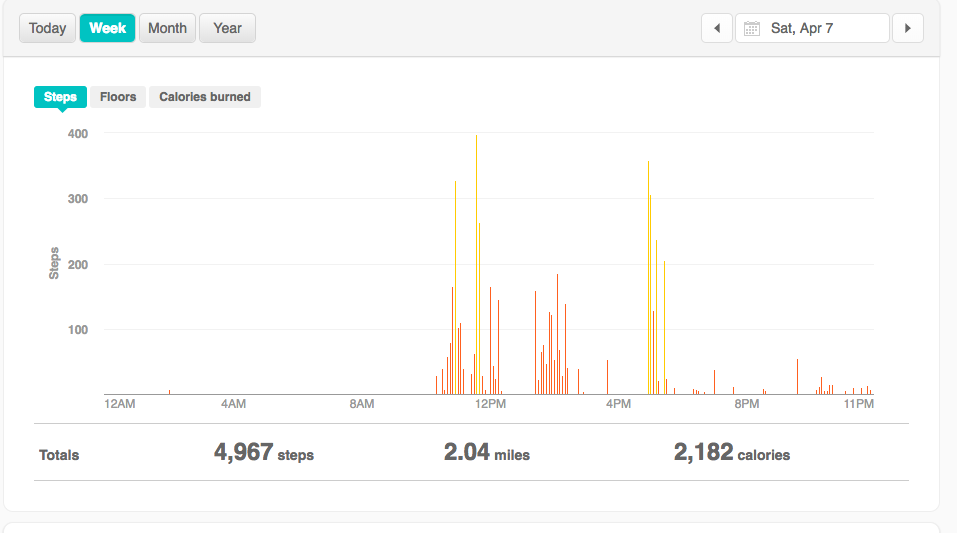 Today Week Month Year Sat, Apr 7
Steps Floors Calories burned
400
300
200
100
Steps
12AM 4AM 8AM 12PM 4PM 8PM 11PM
Totals 4,967 steps 2.04 miles 2,182 calories